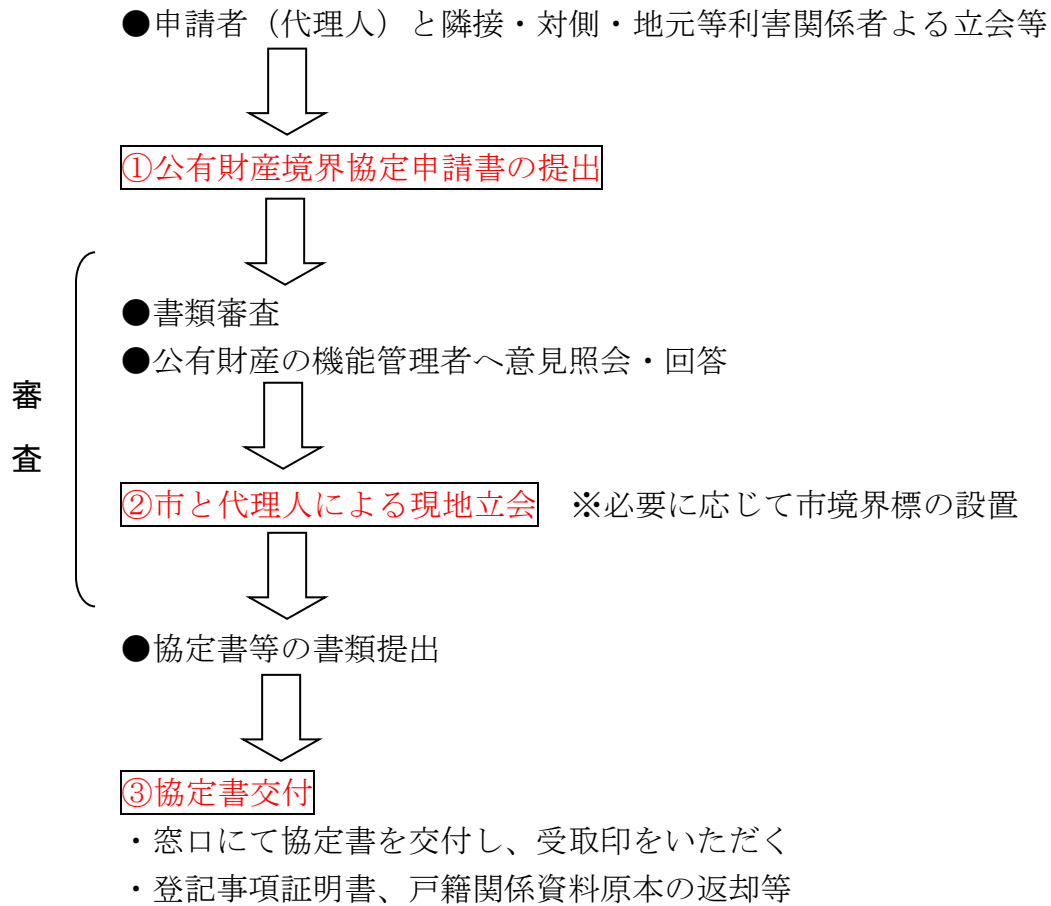 ●申請者（代理人）と隣接・対側・地元等利害関係者よる立会等
①公有財産境界協定申請書の提出
●書類審査
●公有財産の機能管理者へ意見照会・回答
審
査
②市と代理人による現地立会 ※必要に応じて市境界標の設置
●協定書等の書類提出
③協定書交付
・窓口にて協定書を交付し、受取印をいただく
・登記事項証明書、戸籍関係資料原本の返却等